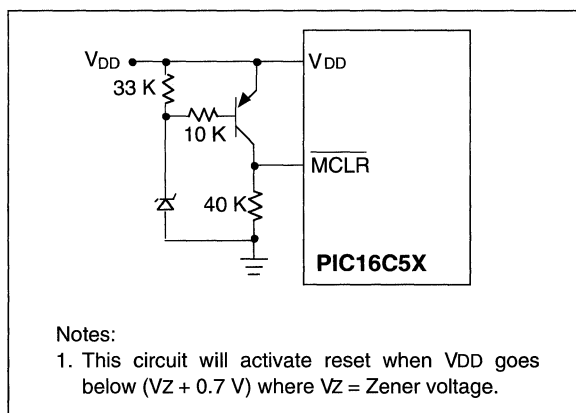 VDD
VDD
33 K
10 K
MCLR
40 K
PIC16C5X
Notes:
1. This circuit will activate reset when VDD goes
below (VZ + 0.7 V) where VZ = Zener voltage.